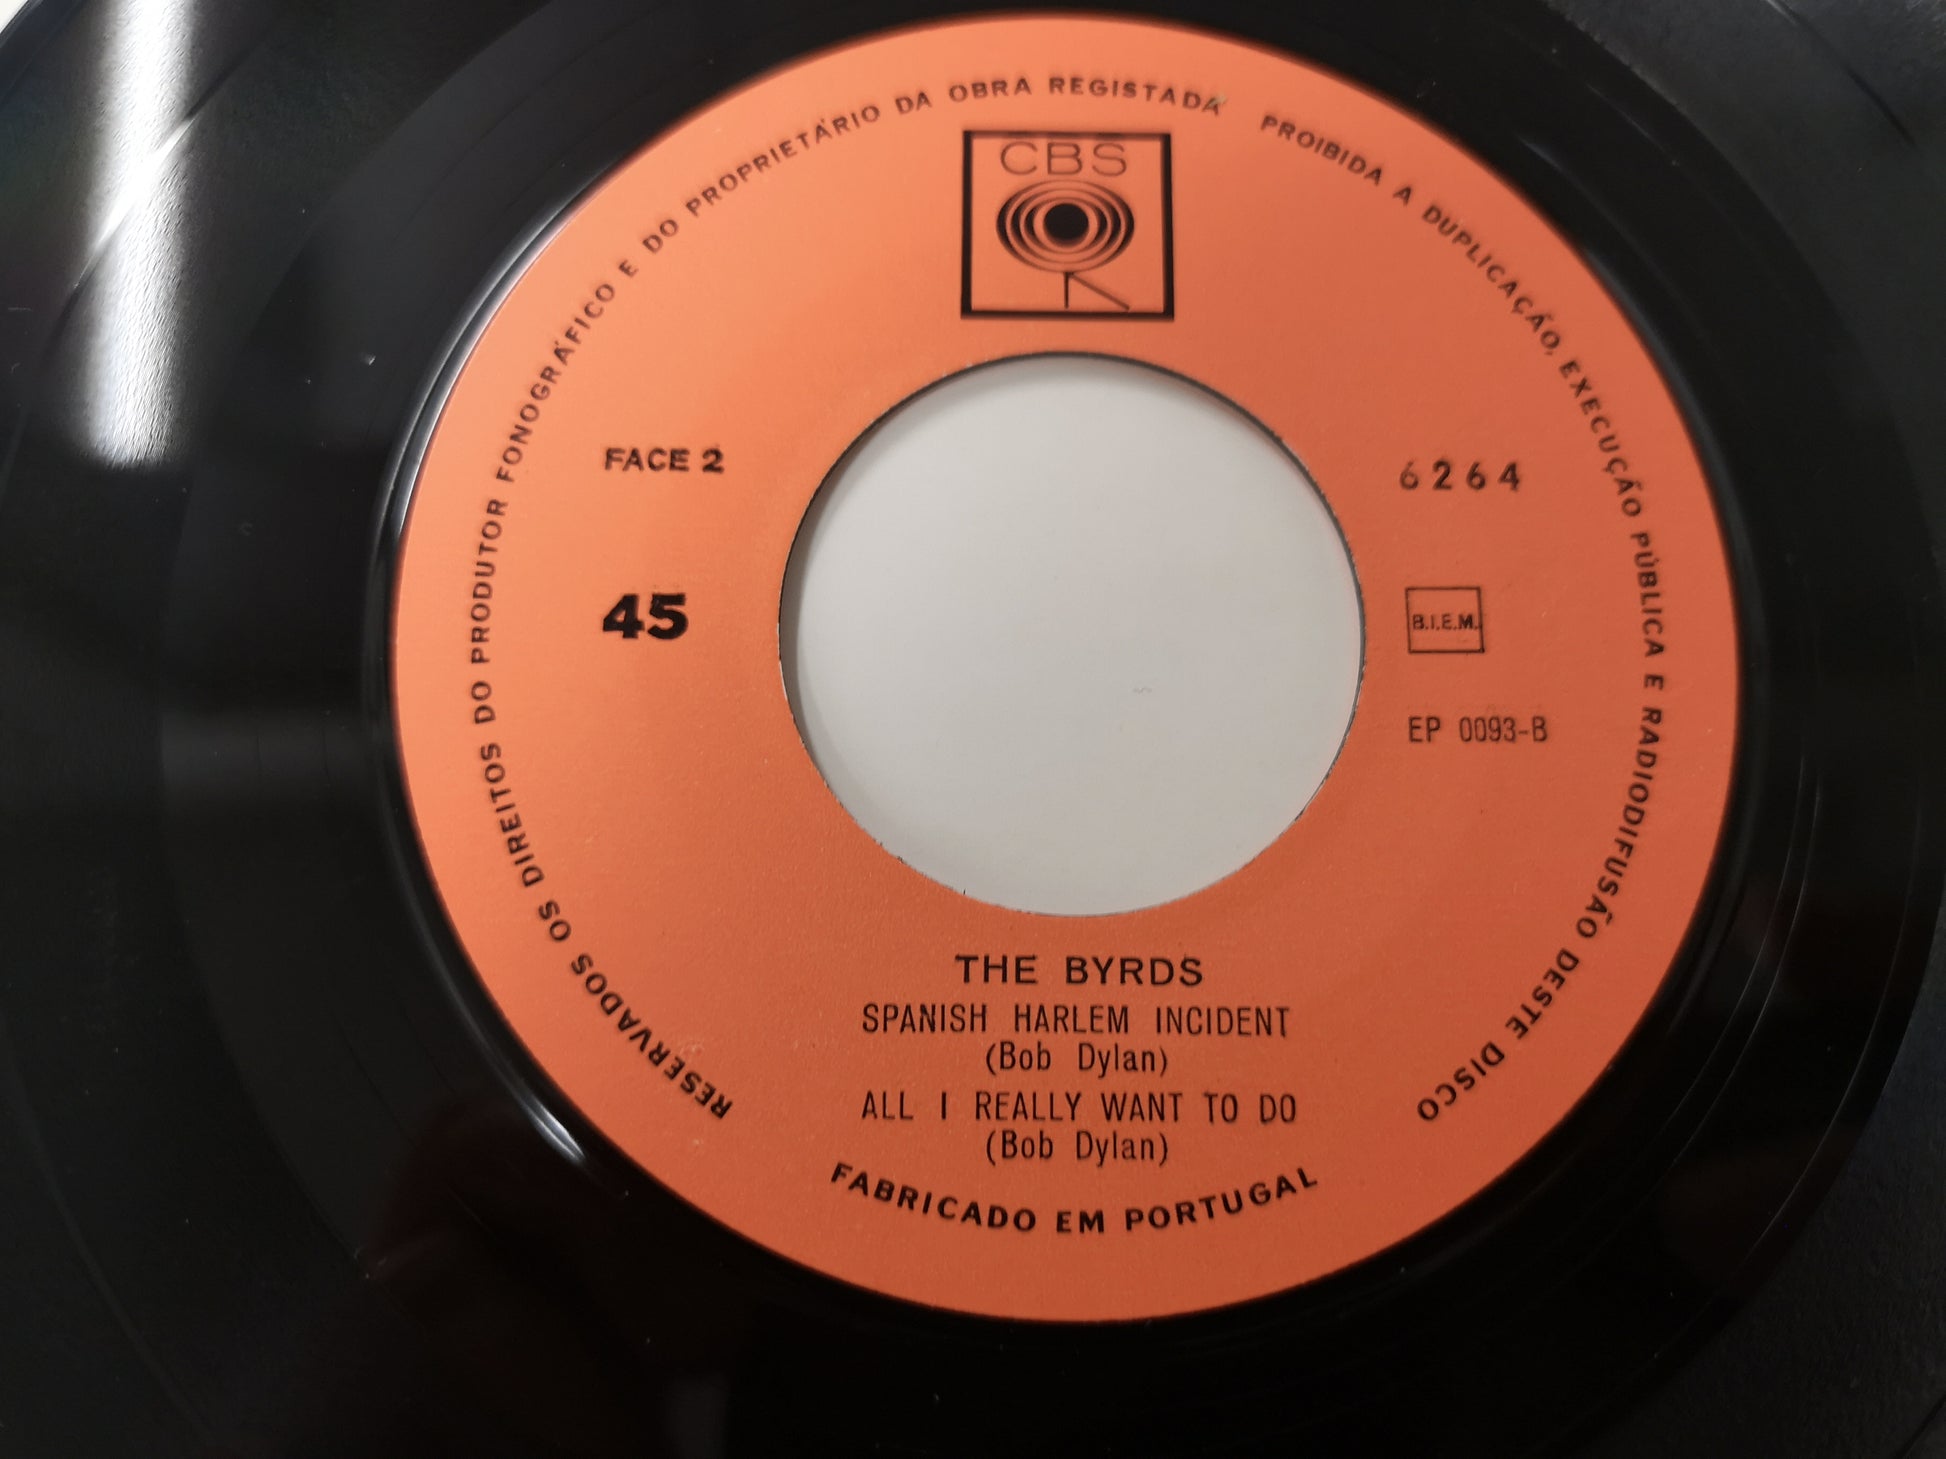 RESERVADOS OS DIREITOS DO PRODUTOR FONOGRÁFICO E DO PROPRIETÁRIO DA OBRA REGISTADA PROIBIDA A DUPLICAÇÃO, EXECUÇÃO PÚBLICA E RADIODIFUSÃO DESTE DISCO
CBS
FACE 2
6264
45
B.I.E.M.
EP 0093-B
THE BYRDS
SPANISH HARLEM INCIDENT
(Bob Dylan)
ALL I REALLY WANT TO DO
(Bob Dylan)
FABRICADO EM PORTUGAL